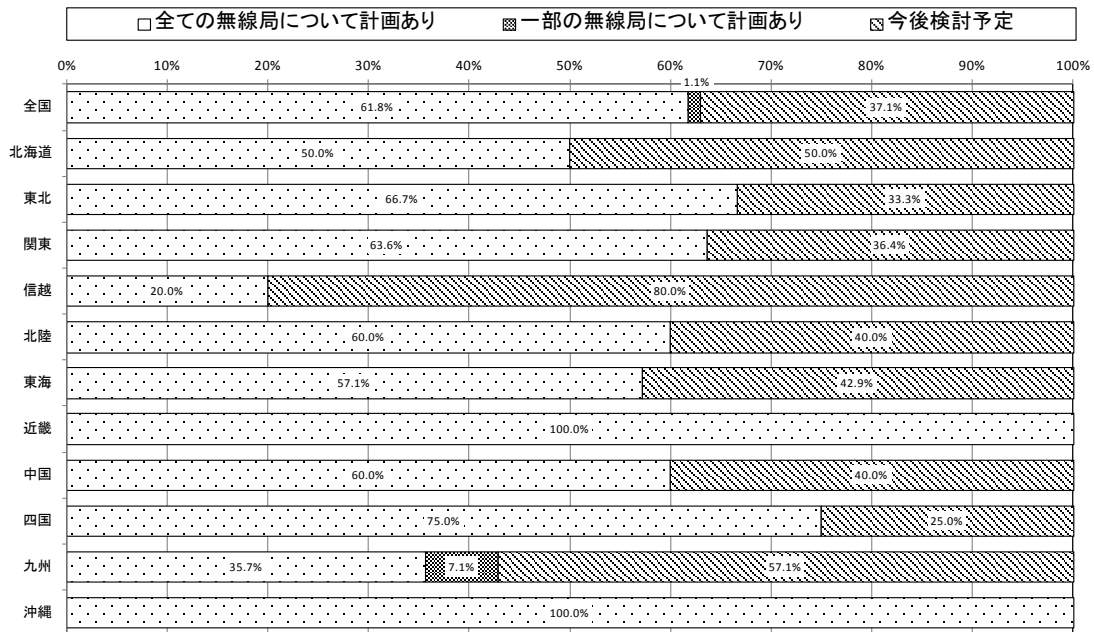 全ての無線局について計画あり 一部の無線局について計画あり 今後検討予定
0% 10% 20% 30% 40% 50% 60% 70% 80% 90% 100%
1.1%
全国 61.8% 37.1%
北海道 50.0% 50.0%
東北 66.7% 33.3%
関東 63.6% 36.4%
信越 20.0% 80.0%
北陸 60.0% 40.0%
東海 57.1% 42.9%
近畿 100.0%
中国 60.0% 40.0%
四国 75.0% 25.0%
九州 35.7% 7.1% 57.1%
沖縄 100.0%